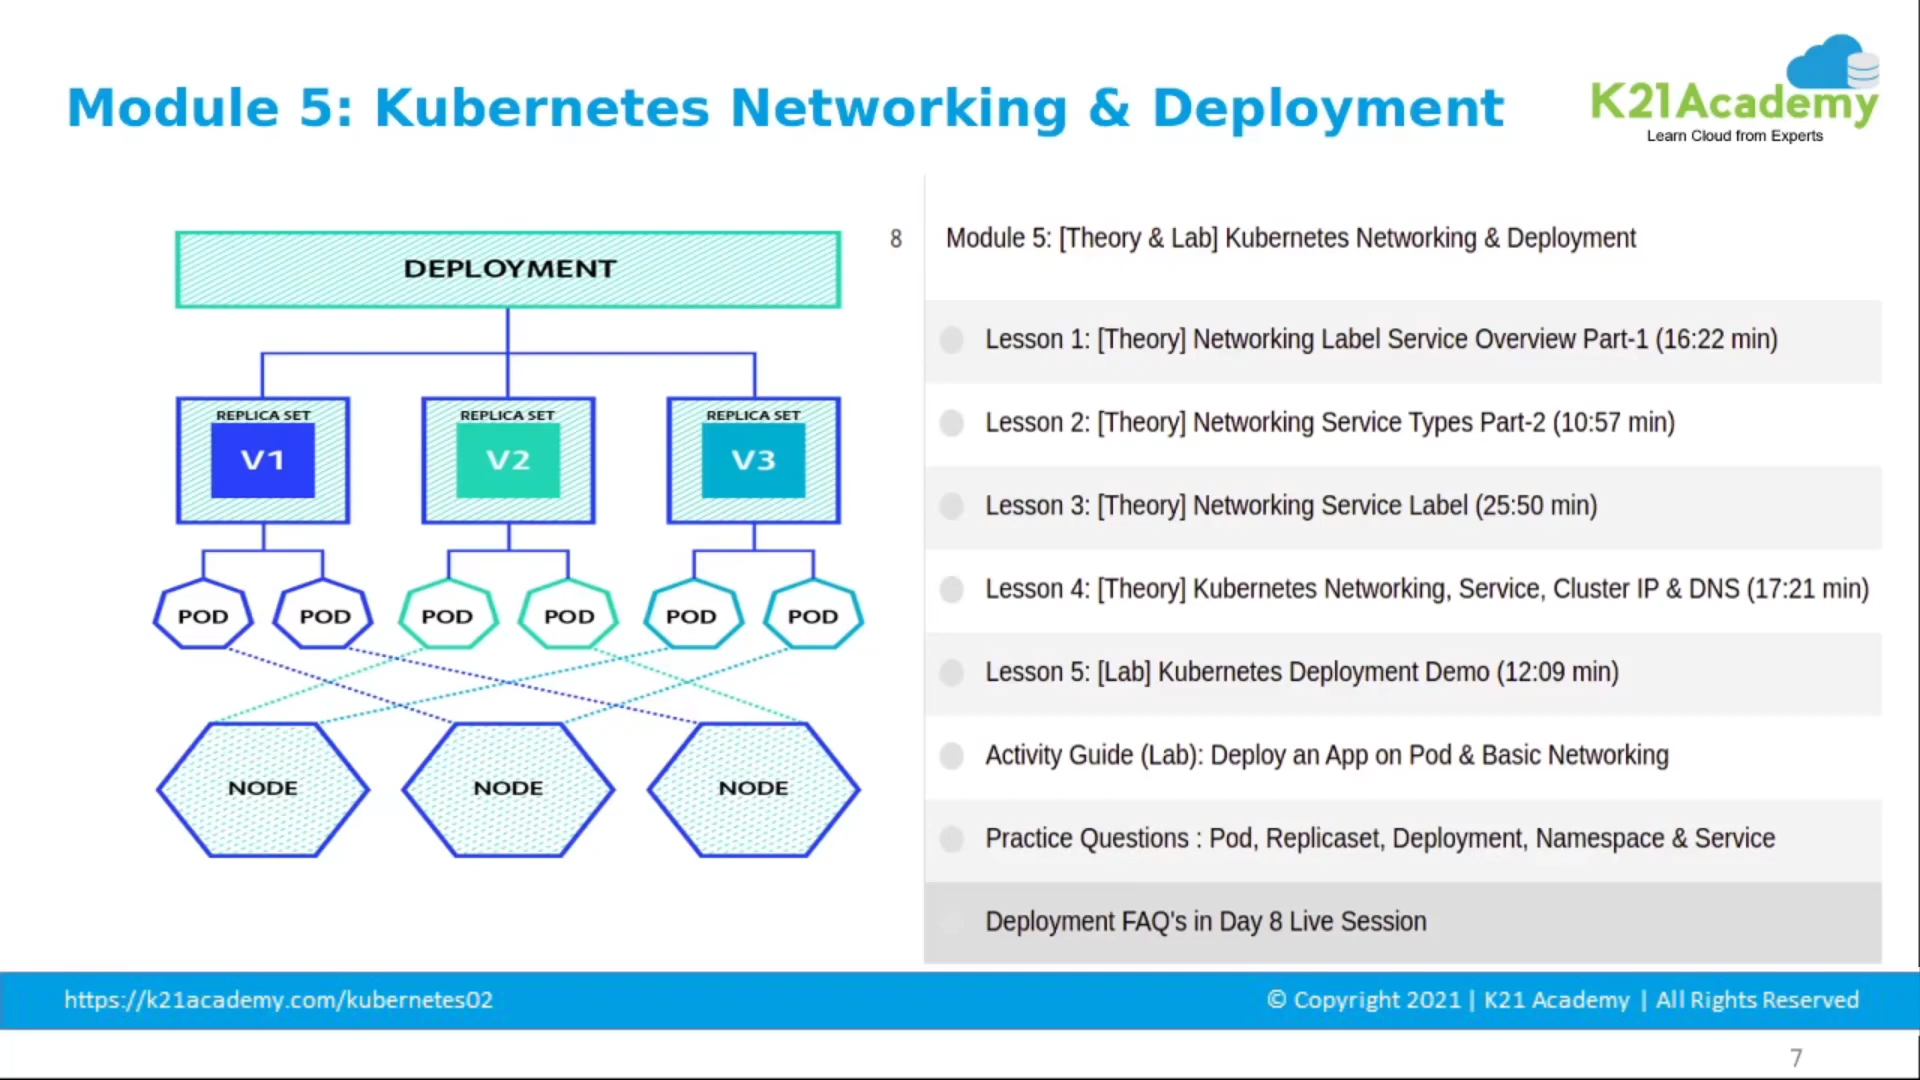 Module 5: Kubernetes Networking & Deployment
K21Academy
Learn Cloud from Experts
DEPLOYMENT
REPLICA SET REPLICA SET REPLICA SET
V1 V2 V3
POD POD POD POD POD POD
NODE NODE NODE
8 Module 5: [Theory & Lab] Kubernetes Networking & Deployment
Lesson 1: [Theory] Networking Label Service Overview Part-1 (16:22 min)
Lesson 2: [Theory] Networking Service Types Part-2 (10:57 min)
Lesson 3: [Theory] Networking Service Label (25:50 min)
Lesson 4: [Theory] Kubernetes Networking, Service, Cluster IP & DNS (17:21 min)
Lesson 5: [Lab] Kubernetes Deployment Demo (12:09 min)
Activity Guide (Lab): Deploy an App on Pod & Basic Networking
Practice Questions : Pod, Replicaset, Deployment, Namespace & Service
Deployment FAQ's in Day 8 Live Session
https://k21academy.com/kubernetes02
© Copyright 2021 | K21 Academy | All Rights Reserved
7